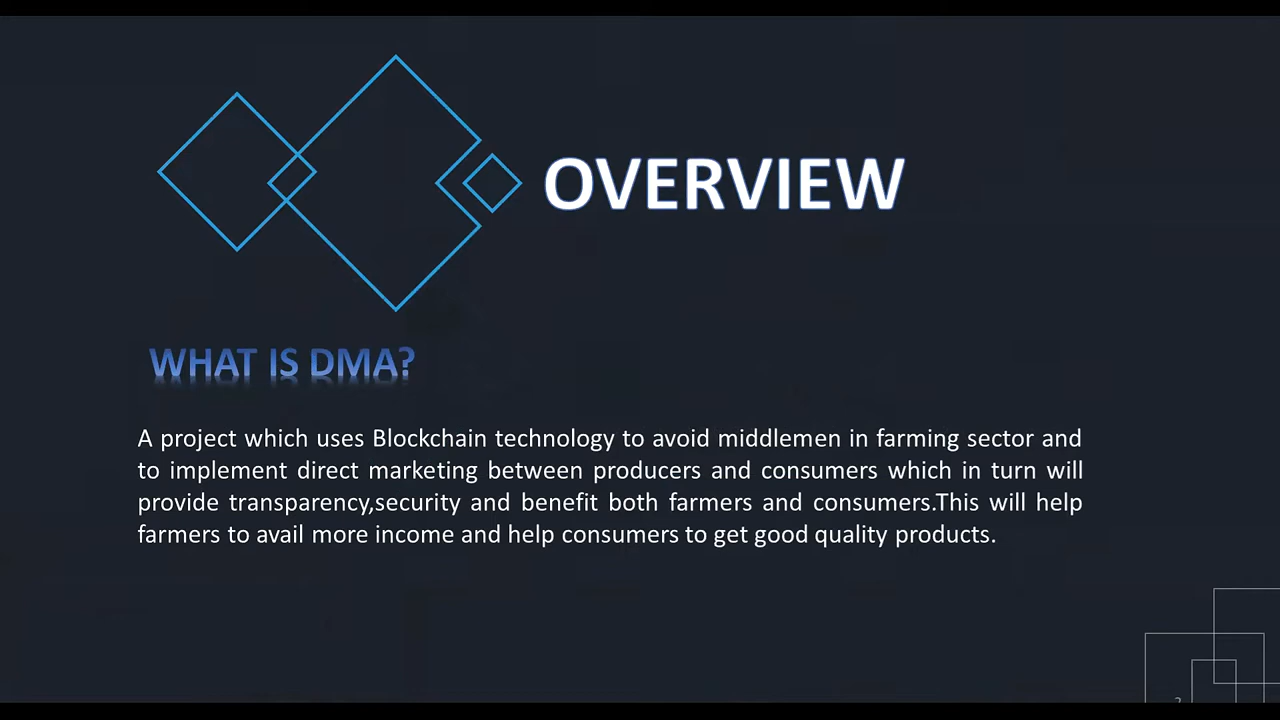 OVERVIEW
WHAT IS DMA?
A project which uses Blockchain technology to avoid middlemen in farming sector and
to implement direct marketing between producers and consumers which in turn will
provide transparency,security and benefit both farmers and consumers.This will help
farmers to avail more income and help consumers to get good quality products.